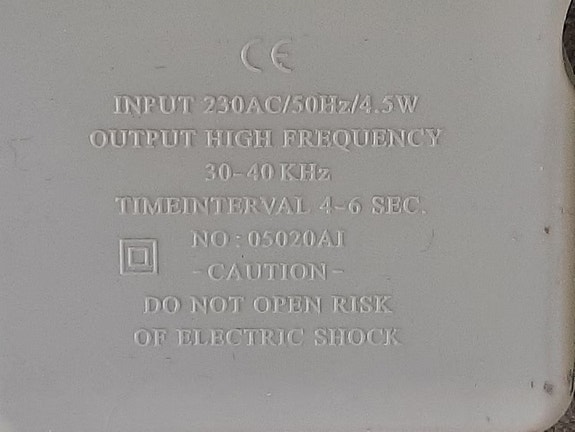 CE
INPUT 230AC/50Hz/4.5W
OUTPUT HIGH FREQUENCY
30-40 KHz
TIMEINTERVAL 4-6 SEC.
NO: 05020AI
-CAUTION-
DO NOT OPEN RISK
OF ELECTRIC SHOCK